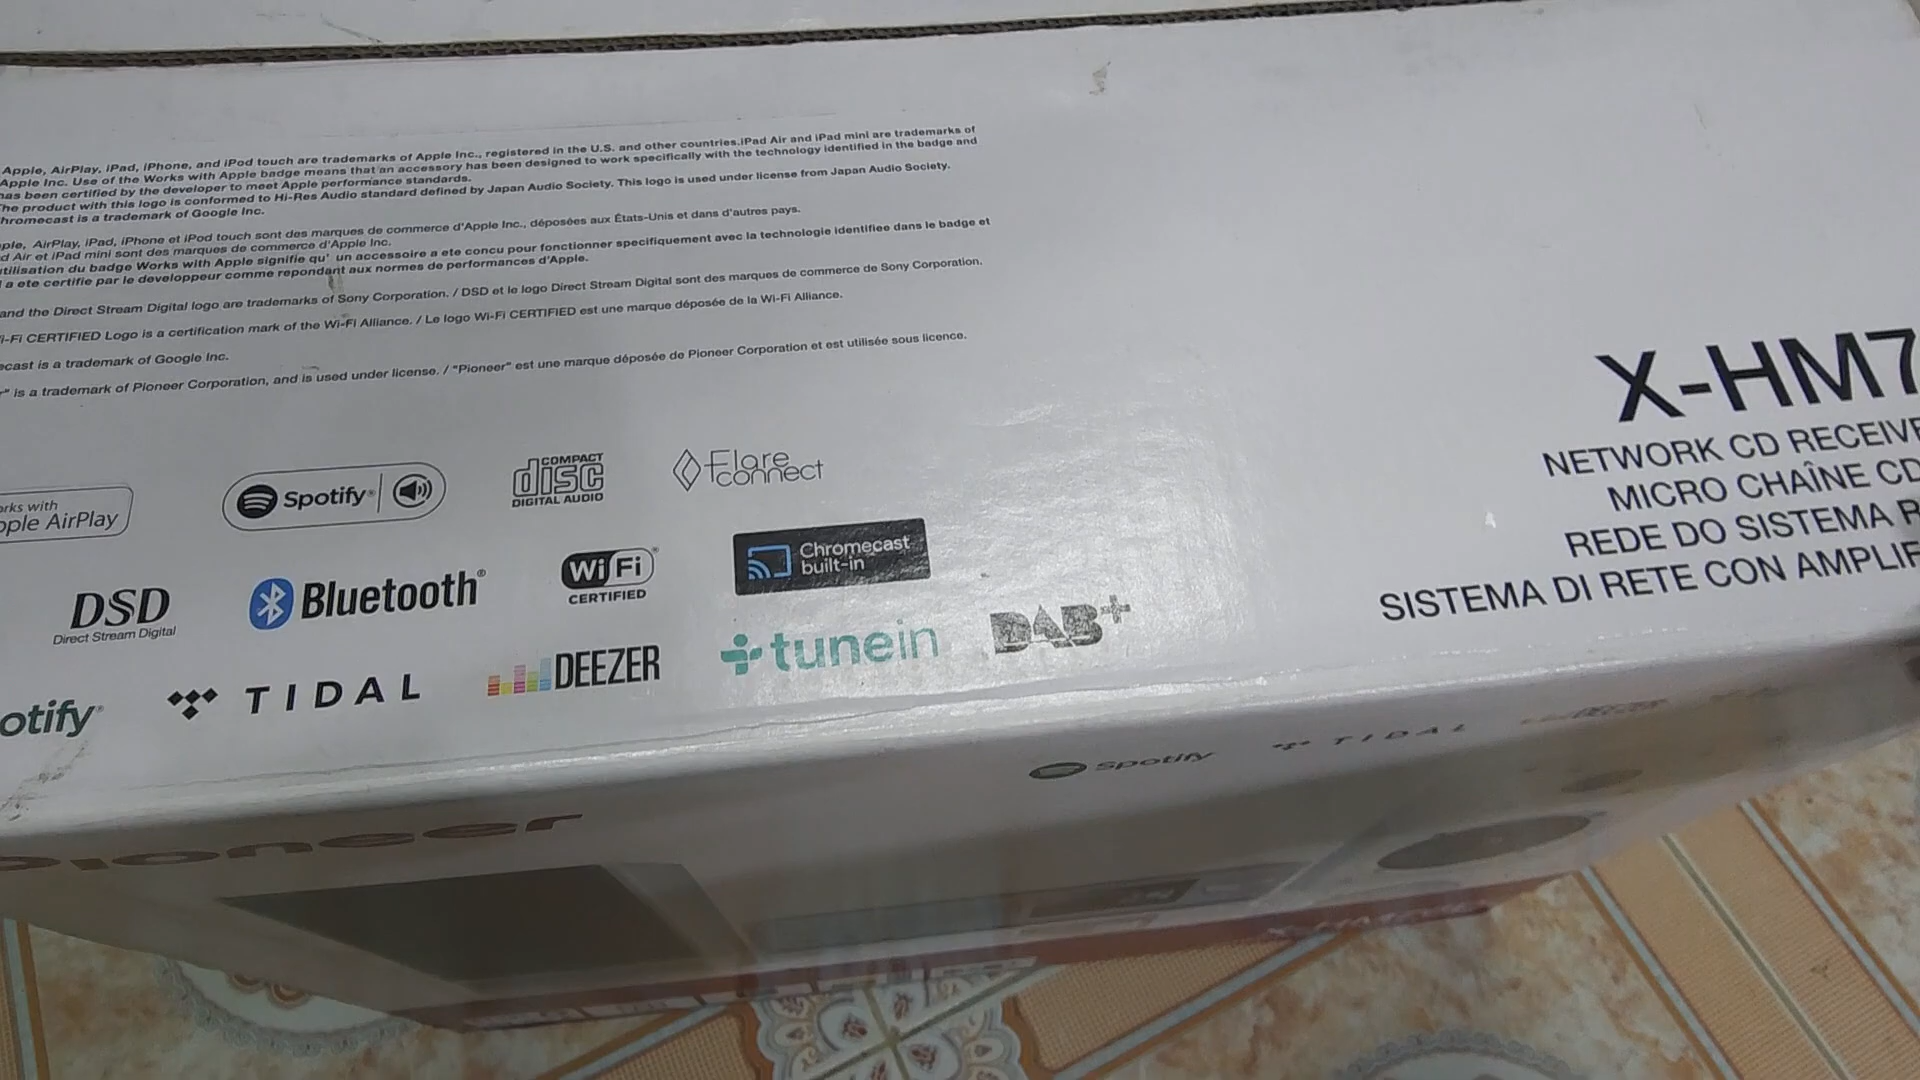 Apple, AirPlay, iPad, iPhone, and iPod touch are trademarks of Apple Inc., registered in the U.S. and other countries.iPad Air and iPad mini are trademarks of
Apple Inc. Use of the Works with Apple badge means that an accessory has been designed to work specifically with the technology identified in the badge and
has been certified by the developer to meet Apple performance standards.
The product with this logo is conformed to Hi-Res Audio standard defined by Japan Audio Society. This logo is used under license from Japan Audio Society.
hromecast is a trademark of Google Inc.
ple, AirPlay, iPad, iPhone et iPod touch sont des marques de commerce d'Apple Inc., déposées aux États-Unis et dans d'autres pays.
d Air et iPad mini sont des marques de commerce d'Apple Inc.
utilisation du badge Works with Apple signifie qu' un accessoire a ete concu pour fonctionner specifiquement avec la technologie identifiee dans le badge et
l a ete certifie par le developpeur comme repondant aux normes de performances d'Apple.
and the Direct Stream Digital logo are trademarks of Sony Corporation. / DSD et le logo Direct Stream Digital sont des marques de commerce de Sony Corporation.
i-Fi CERTIFIED Logo is a certification mark of the Wi-Fi Alliance. / Le logo Wi-Fi CERTIFIED est une marque déposée de la Wi-Fi Alliance.
ecast is a trademark of Google Inc.
r" is a trademark of Pioneer Corporation, and is used under license. / "Pioneer" est une marque déposée de Pioneer Corporation et est utilisée sous licence.
X-HM7
NETWORK CD RECEIVE
MICRO CHAÎNE CD
REDE DO SISTEMA R
SISTEMA DI RETE CON AMPLIF
orks with
pple AirPlay
Spotify®
COMPACT
disc
DIGITAL AUDIO
Flare
connect
DSD
Direct Stream Digital
Bluetooth®
Wi Fi®
CERTIFIED
Chromecast
built-in
otify®
TIDAL
DEEZER
tunein
DAB+
Pioneer
Spotify
TIDAL